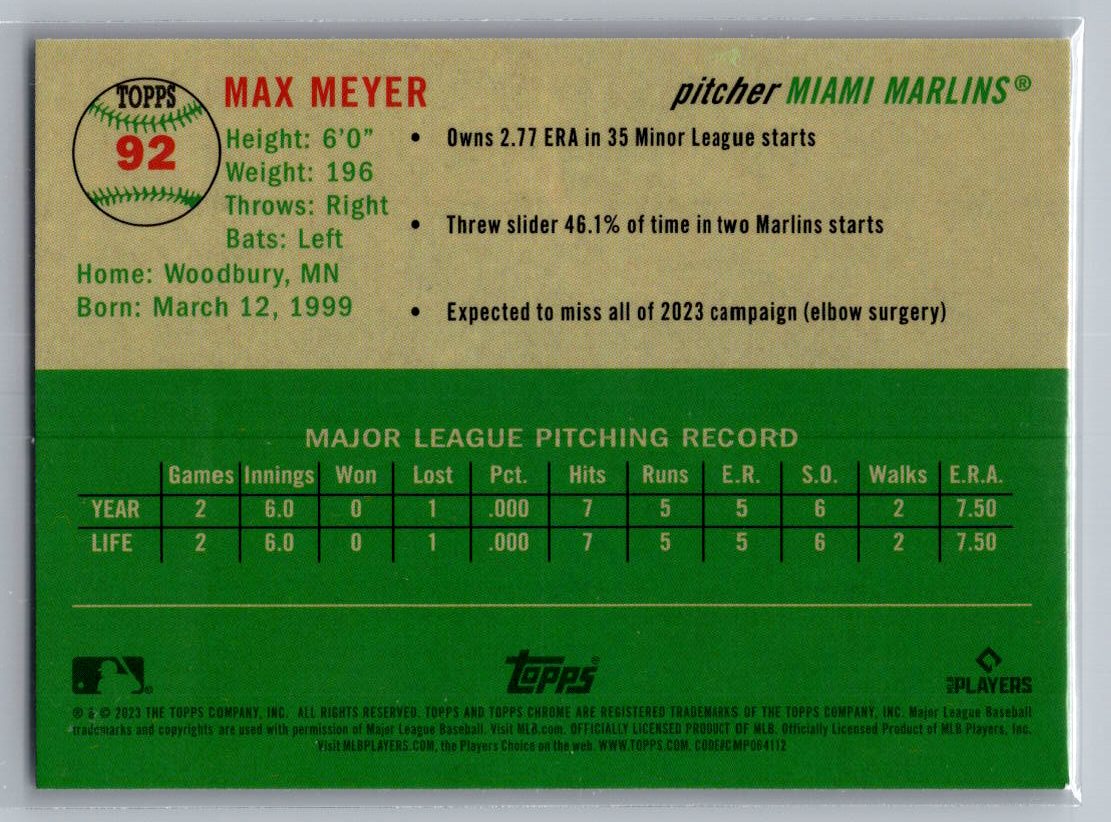 TOPPS
92
MAX MEYER
pitcher MIAMI MARLINS®
Height: 6'0"
Weight: 196
Throws: Right
Bats: Left
Home: Woodbury, MN
Born: March 12, 1999
• Owns 2.77 ERA in 35 Minor League starts
• Threw slider 46.1% of time in two Marlins starts
• Expected to miss all of 2023 campaign (elbow surgery)
MAJOR LEAGUE PITCHING RECORD
Games Innings Won Lost Pct. Hits Runs E.R. S.O. Walks E.R.A.
YEAR 2 6.0 0 1 .000 7 5 5 6 2 7.50
LIFE 2 6.0 0 1 .000 7 5 5 6 2 7.50
Topps®
PLAYERS
© 2023 THE TOPPS COMPANY, INC. ALL RIGHTS RESERVED. TOPPS AND TOPPS CHROME ARE REGISTERED TRADEMARKS OF THE TOPPS COMPANY, INC. Major League Baseball
trademarks and copyrights are used with permission of Major League Baseball. Visit MLB.com. OFFICIALLY LICENSED PRODUCT OF MLB. Officially Licensed Product of MLB Players, Inc.
Visit MLBPLAYERS.COM, the Players Choice on the web. WWW.TOPPS.COM. CODE#CMP064112